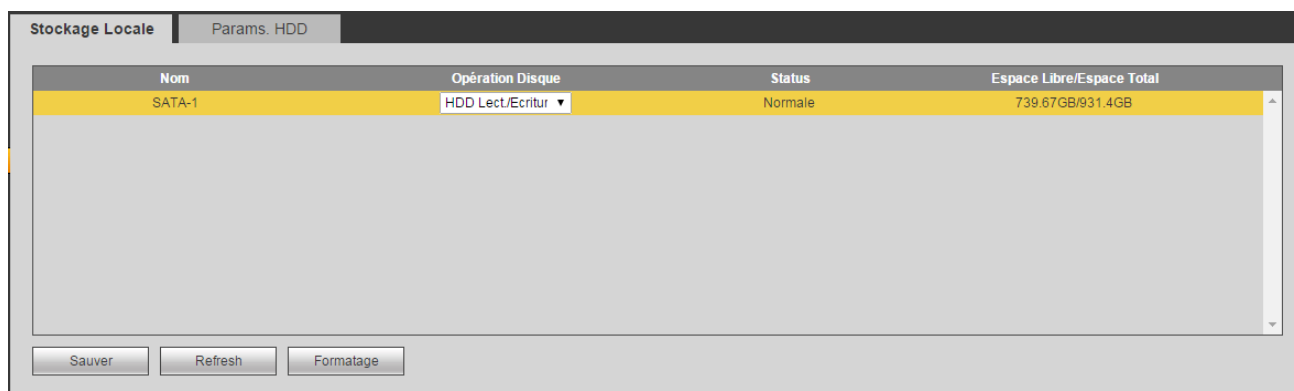 Stockage Locale Params. HDD
Nom Opération Disque Status Espace Libre/Espace Total
SATA-1 HDD Lect./Ecritur Normale 739.67GB/931.4GB
Sauver Refresh Formatage